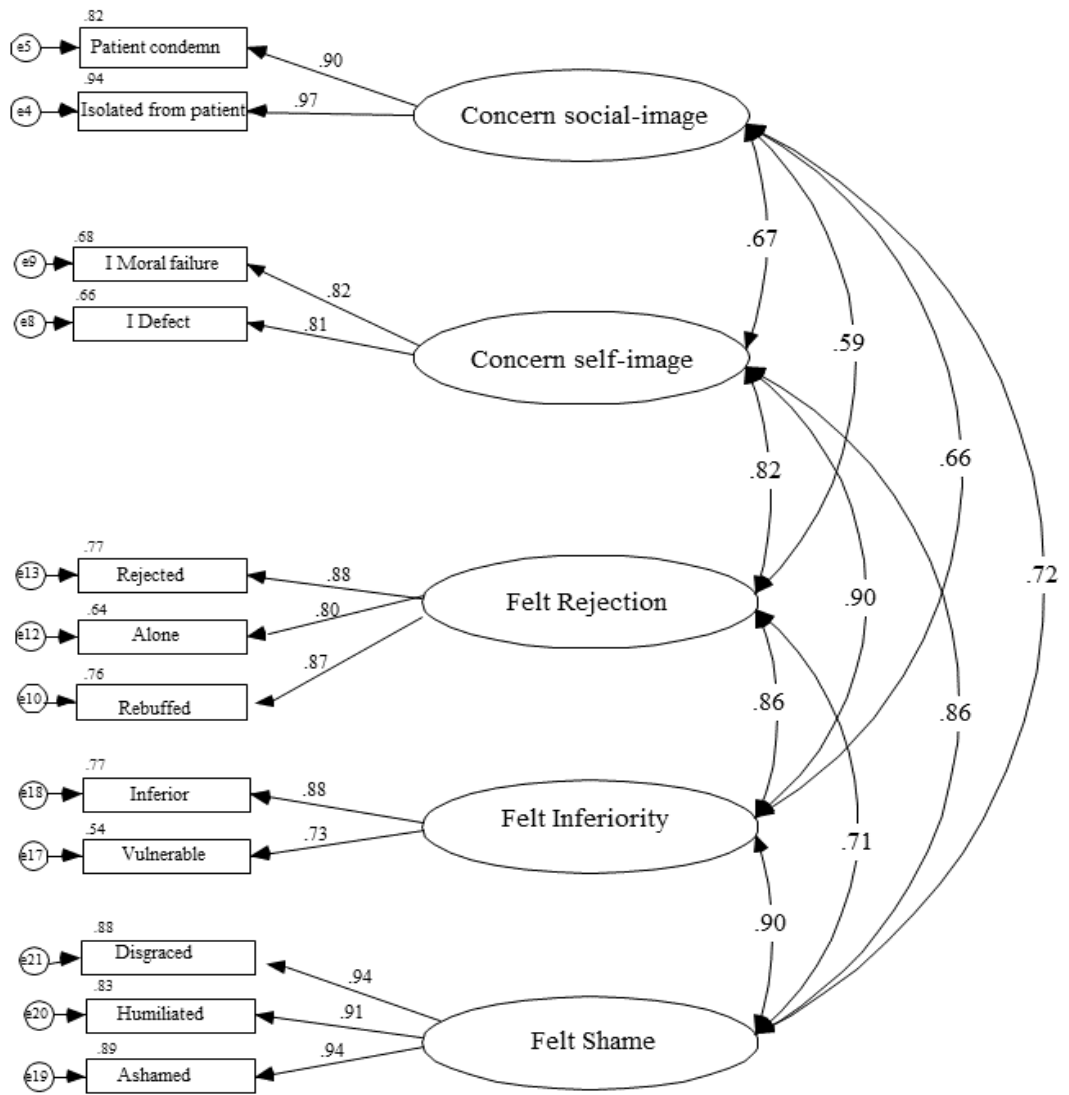 .82
e5
Patient condemn
.90
.94
e4
Isolated from patient
.97
Concern social-image
.67
.68
e9
I Moral failure
.82
.66
e8
I Defect
.81
Concern self-image
.59
.66
.82
.72
.77
e13
Rejected
.88
.64
e12
Alone
.80
.76
e10
Rebuffed
.87
Felt Rejection
.90
.86
.86
.77
e18
Inferior
.88
.54
e17
Vulnerable
.73
Felt Inferiority
.71
.90
.88
e21
Disgraced
.94
.83
e20
Humiliated
.91
.89
e19
Ashamed
.94
Felt Shame